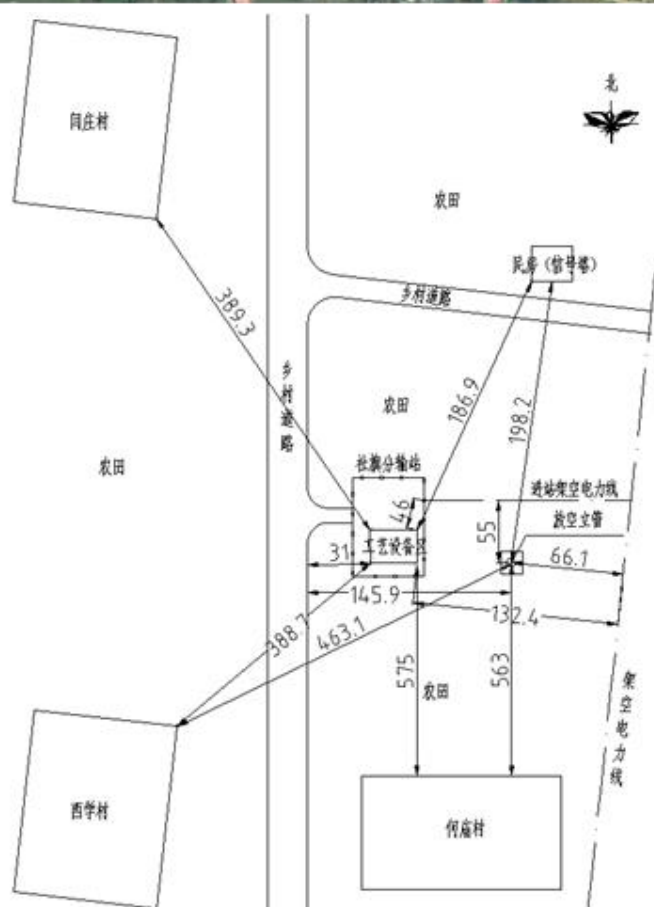 闫庄村
北
农田
民房（信号塔）
乡村道路
389.3
186.9
198.2
乡村道路
农田
农田
社旗分输站
进站架空电力线
46
55
放空立管
工艺设备区
31
66.1
145.9
132.4
388.7
463.1
575
563
农田
架空电力线
西学村
何庙村